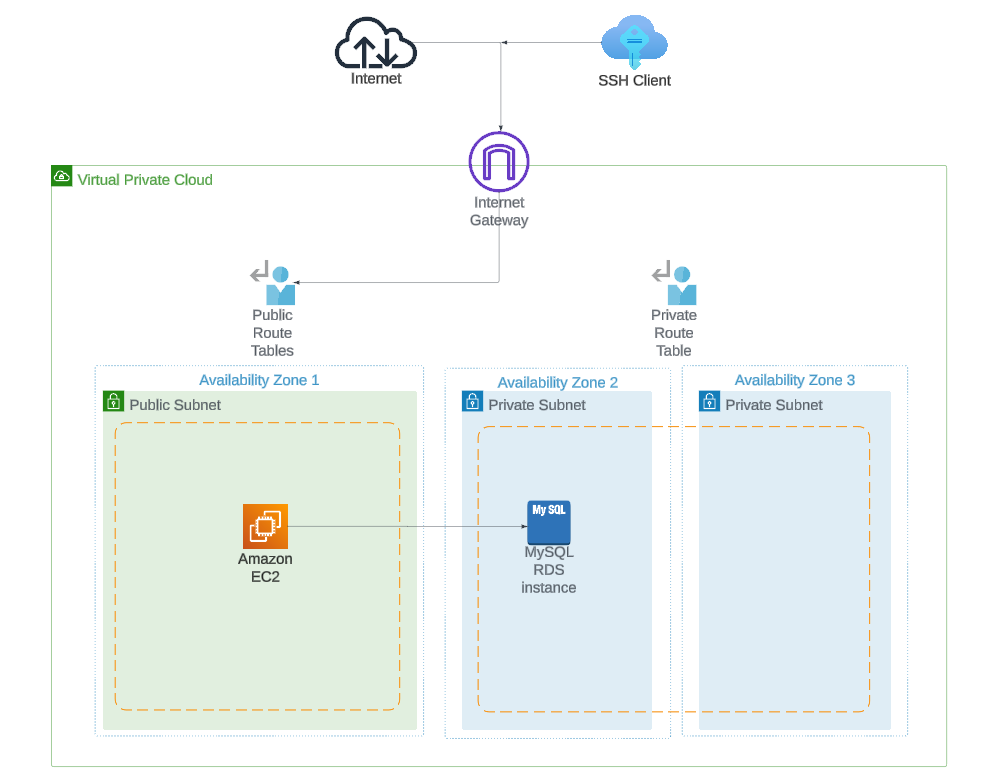 Internet
SSH Client
Virtual Private Cloud
Internet
Gateway
Public
Route
Tables
Private
Route
Table
Availability Zone 1
Availability Zone 2
Availability Zone 3
Public Subnet
Private Subnet
Private Subnet
My SQL
Amazon
EC2
MySQL
RDS
instance